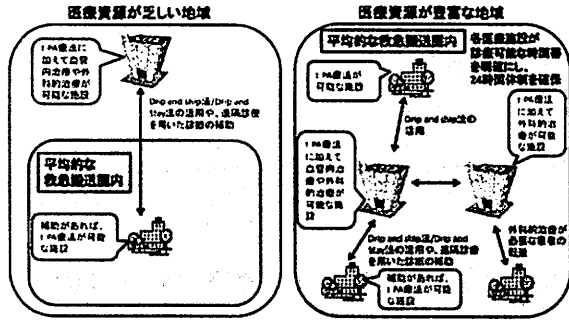 医療資源が乏しい地域
t-PA療法に
加えて血管
内治療や外
科的治療が
可能な施設
Drip and ship法/Drip and
Stay法の活用や、遠隔診療
を用いた診断の補助
平均的な
救急搬送圏内
補助があれば、
t-PA療法が可能
な施設
医療資源が豊富な地域
平均的な救急搬送圏内
各医療施設が
診療可能な時間帯
を明確にし、
24時間体制を確保
t-PA療法が
可能な施設
Drip and ship法の
活用
t-PA療法
に加えて
外科的治
療が可能
な施設
t-PA療法
に加えて
血管内治
療や外科
的治療が
可能な施
設
Drip and ship法/Drip and
Stay法の活用や、遠隔診療
を用いた診断の補助
外科的治療が
必要な患者の
転送
補助があれば、
t-PA療法が可能
な施設